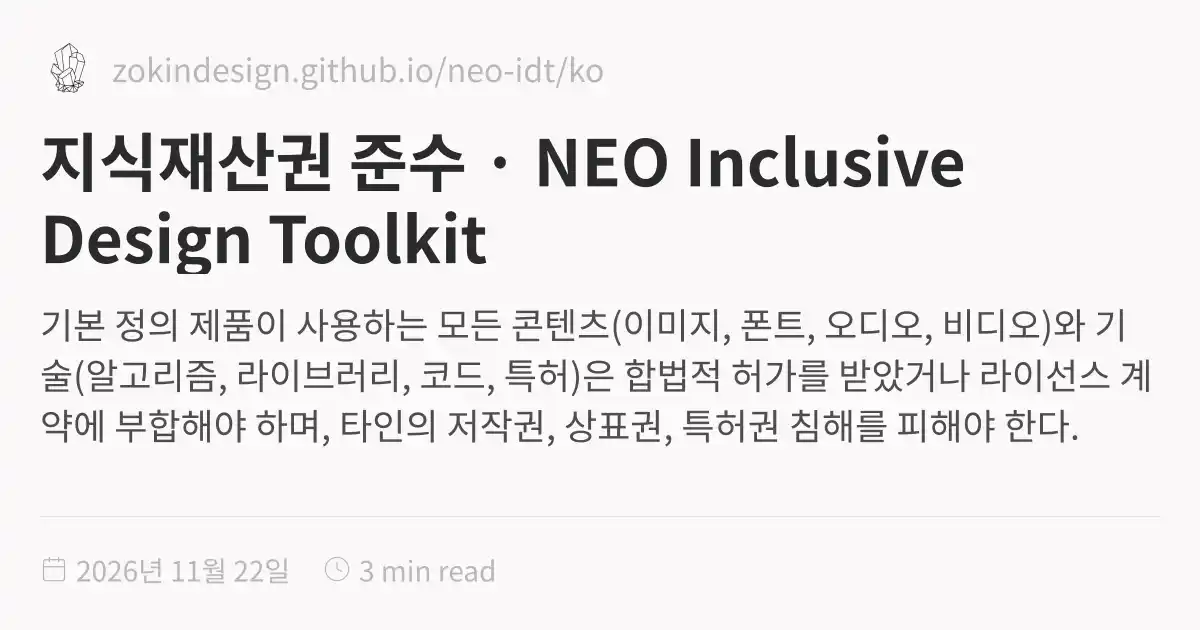 zokindesign.github.io/neo-idt/ko
지식재산권 준수 · NEO Inclusive
Design Toolkit
기본 정의 제품이 사용하는 모든 콘텐츠(이미지, 폰트, 오디오, 비디오)와 기
술(알고리즘, 라이브러리, 코드, 특허)은 합법적 허가를 받았거나 라이선스 계
약에 부합해야 하며, 타인의 저작권, 상표권, 특허권 침해를 피해야 한다.
2026년 11월 22일
3 min read